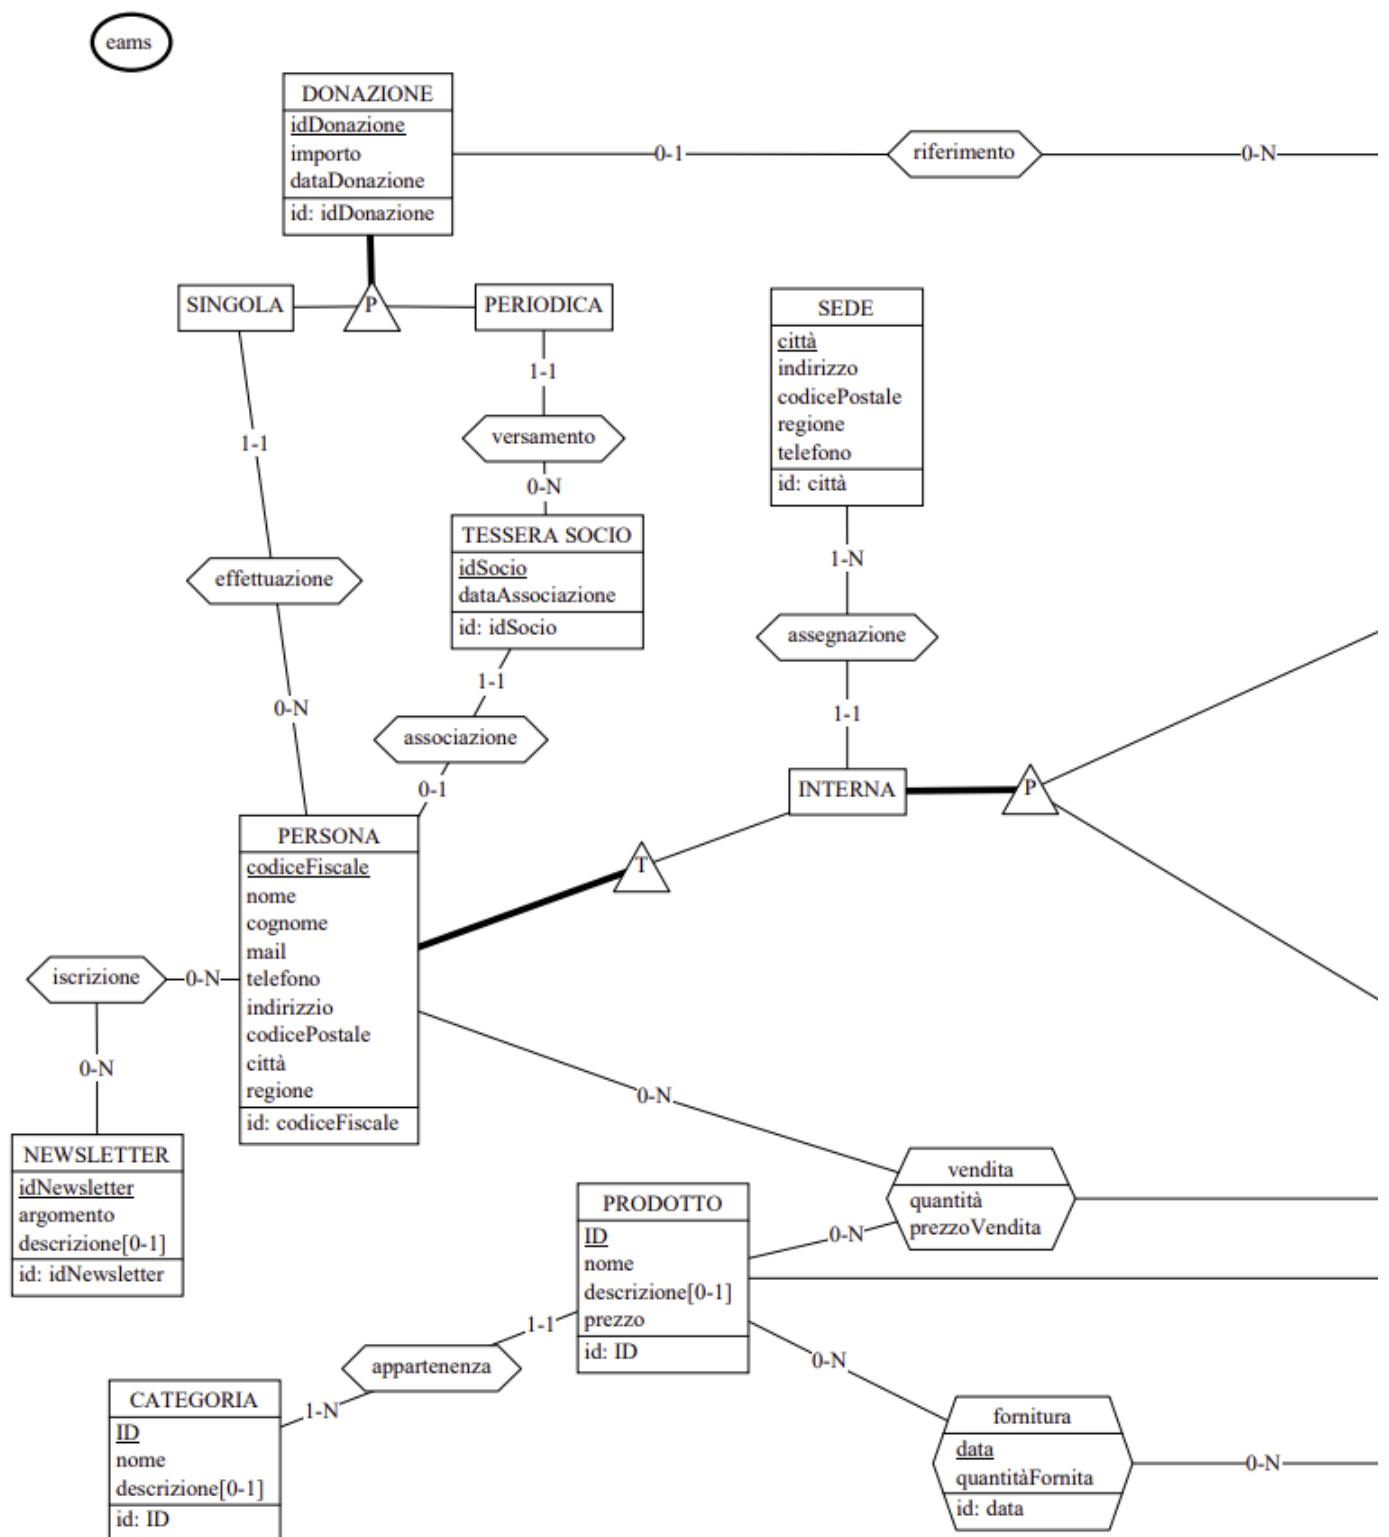 eams
DONAZIONE
idDonazione
importo
dataDonazione
id: idDonazione
0-1
riferimento
0-N
SINGOLA
P
PERIODICA
1-1
versamento
0-N
1-1
effettuazione
0-N
TESSERA SOCIO
idSocio
dataAssociazione
id: idSocio
1-1
associazione
0-1
SEDE
città
indirizzo
codicePostale
regione
telefono
id: città
1-N
assegnazione
1-1
INTERNA
P
T
PERSONA
codiceFiscale
nome
cognome
mail
telefono
indirizzio
codicePostale
città
regione
id: codiceFiscale
iscrizione
0-N
0-N
NEWSLETTER
idNewsletter
argomento
descrizione[0-1]
id: idNewsletter
0-N
vendita
quantità
prezzoVendita
0-N
PRODOTTO
ID
nome
descrizione[0-1]
prezzo
id: ID
1-1
appartenenza
1-N
CATEGORIA
ID
nome
descrizione[0-1]
id: ID
0-N
fornitura
data
quantitàFornita
id: data
0-N